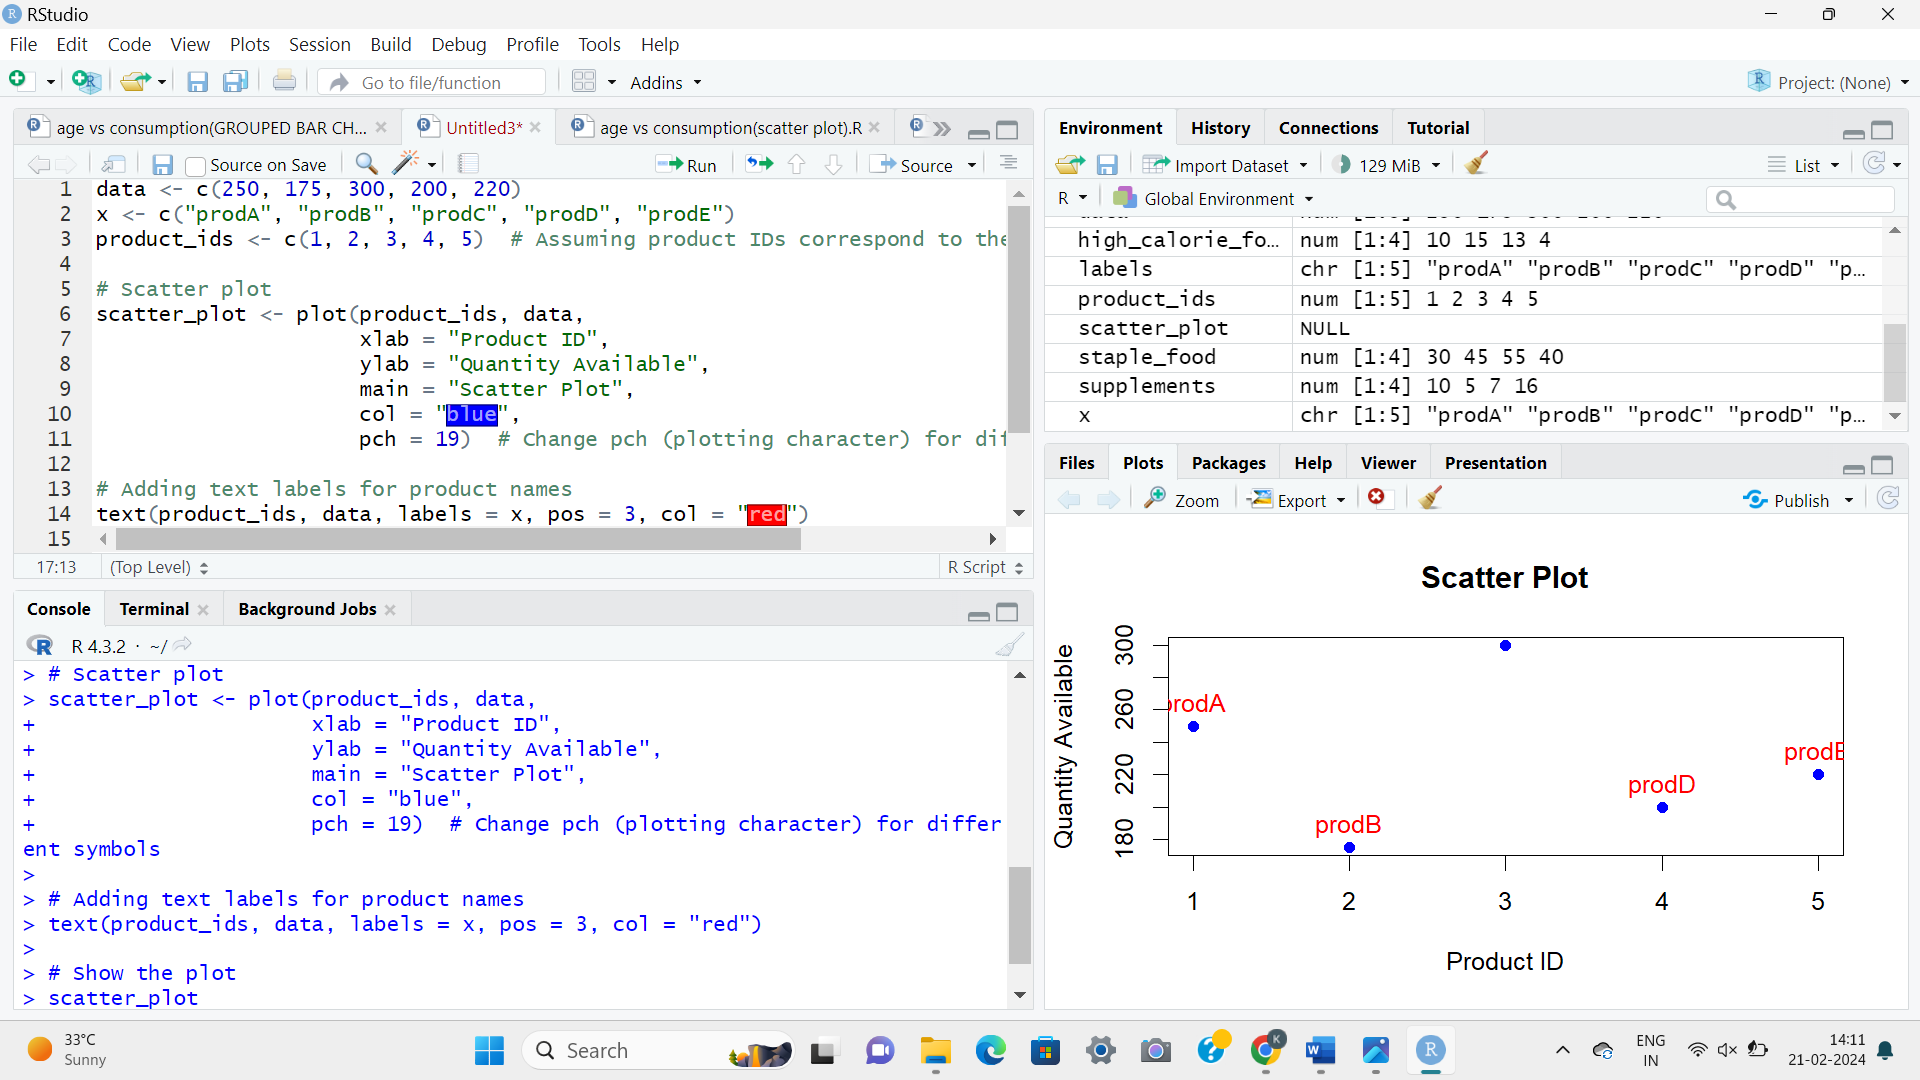 RStudio
File Edit Code View Plots Session Build Debug Profile Tools Help
Go to file/function
Addins
Project: (None)
age vs consumption(GROUPED BAR CH...
Untitled3*
age vs consumption(scatter plot).R
Source on Save
Run
Source
1 data <- c(250, 175, 300, 200, 220)
2 x <- c("prodA", "prodB", "prodC", "prodD", "prodE")
3 product_ids <- c(1, 2, 3, 4, 5)  # Assuming product IDs correspond to the
4
5 # Scatter plot
6 scatter_plot <- plot(product_ids, data,
7 xlab = "Product ID",
8 ylab = "Quantity Available",
9 main = "Scatter Plot",
10 col = "blue",
11 pch = 19)  # Change pch (plotting character) for dif
12
13 # Adding text labels for product names
14 text(product_ids, data, labels = x, pos = 3, col = "red")
15
17:13 (Top Level) R Script
Console Terminal Background Jobs
R 4.3.2 · ~/
> # Scatter plot
> scatter_plot <- plot(product_ids, data,
+ xlab = "Product ID",
+ ylab = "Quantity Available",
+ main = "Scatter Plot",
+ col = "blue",
+ pch = 19)  # Change pch (plotting character) for differ
ent symbols
>
> # Adding text labels for product names
> text(product_ids, data, labels = x, pos = 3, col = "red")
>
> # Show the plot
> scatter_plot
Environment History Connections Tutorial
Import Dataset 129 MiB List
R Global Environment
high_calorie_fo... num [1:4] 10 15 13 4
labels chr [1:5] "prodA" "prodB" "prodC" "prodD" "p...
product_ids num [1:5] 1 2 3 4 5
scatter_plot NULL
staple_food num [1:4] 30 45 55 40
supplements num [1:4] 10 5 7 16
x chr [1:5] "prodA" "prodB" "prodC" "prodD" "p...
Files Plots Packages Help Viewer Presentation
Zoom Export Publish
Scatter Plot
Quantity Available
300
260
220
180
prodA
prodB
prodD
prodE
1 2 3 4 5
Product ID
33°C
Sunny
Search
K
ENG
IN
14:11
21-02-2024